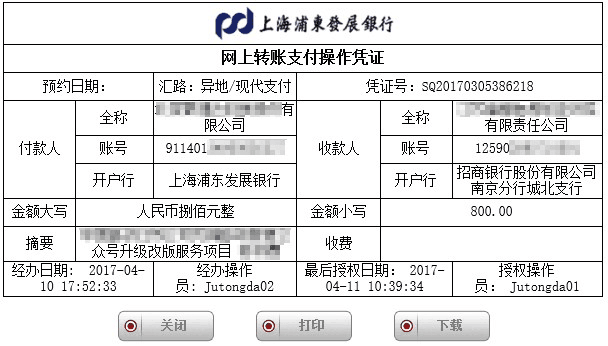 上海浦東發展銀行
网上转账支付操作凭证
预约日期：
汇路：异地/现代支付
凭证号：SQ20170305386218
付款人
全称
有
限公司
收款人
全称
有限责任公司
账号
911401
账号
12590
开户行
上海浦东发展银行
开户行
招商银行股份有限公司
南京分行城北支行
金额大写
人民币捌佰元整
金额小写
800.00
摘要
众号升级改版服务项目
收费
经办日期： 2017-04-
10 17:52:33
经办操作
员： Jutongda02
最后授权日期： 2017-
04-11 10:39:34
授权操作
员： Jutongda01
关闭
打印
下载